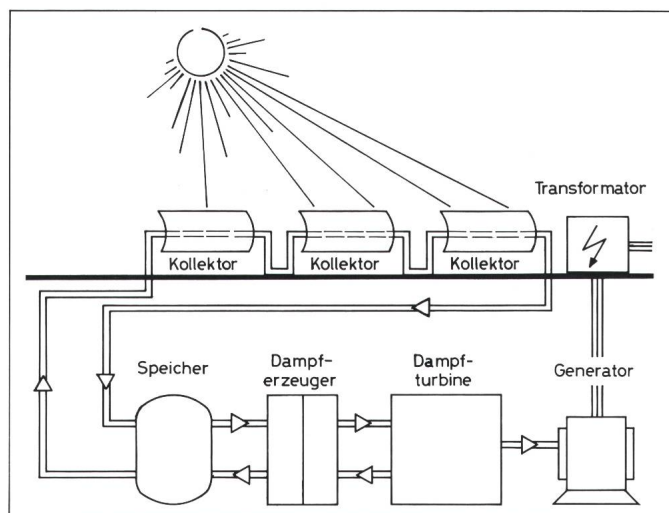 Transformator
Kollektor
Kollektor
Kollektor
Speicher
Dampf-
erzeuger
Dampf-
turbine
Generator